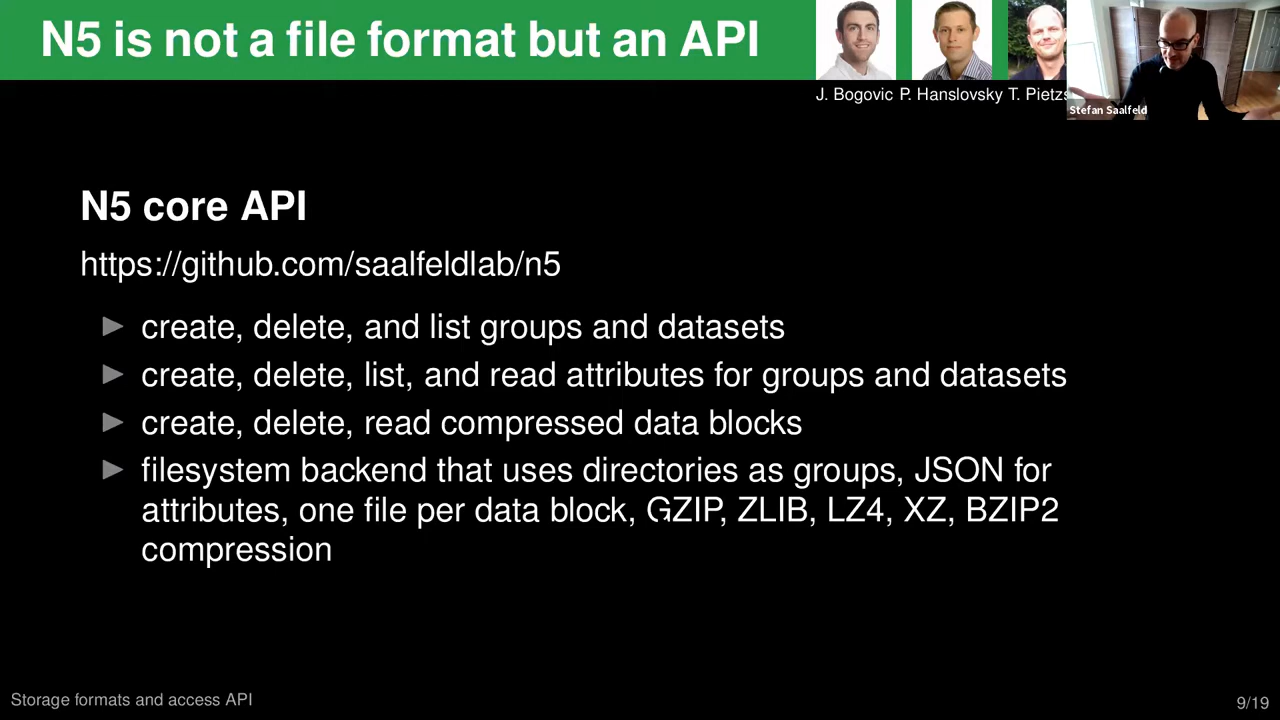 N5 is not a file format but an API
J. Bogovic P. Hanslovsky T. Pietzs
Stefan Saalfeld
N5 core API
https://github.com/saalfeldlab/n5
create, delete, and list groups and datasets
create, delete, list, and read attributes for groups and datasets
create, delete, read compressed data blocks
filesystem backend that uses directories as groups, JSON for
attributes, one file per data block, GZIP, ZLIB, LZ4, XZ, BZIP2
compression
Storage formats and access API
9/19